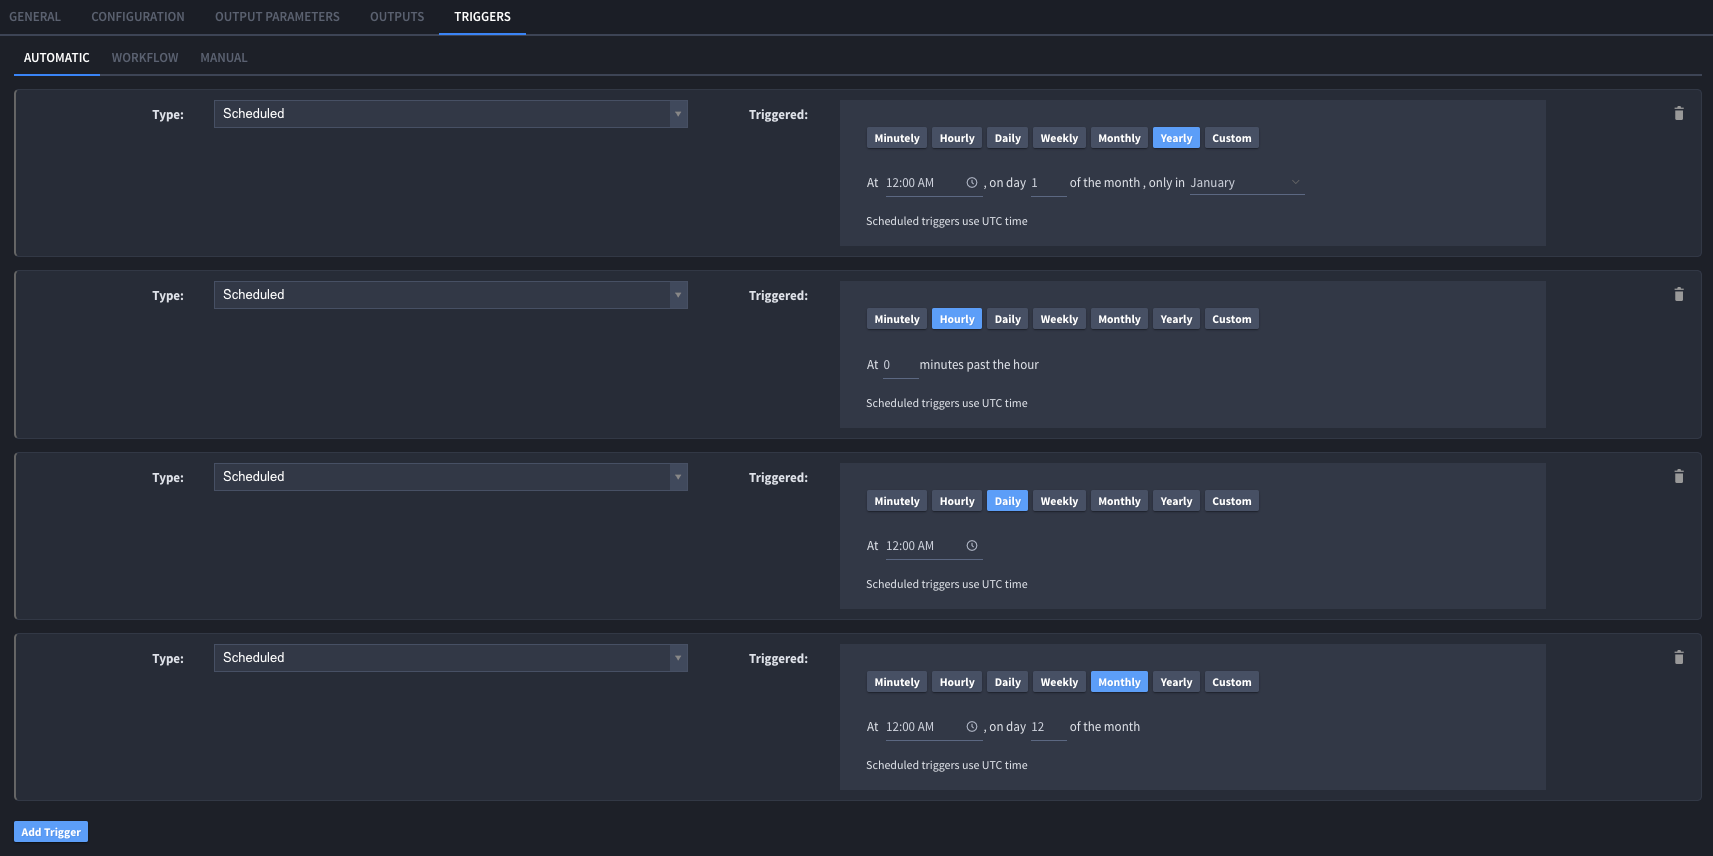 GENERAL CONFIGURATION OUTPUT PARAMETERS OUTPUTS TRIGGERS
AUTOMATIC WORKFLOW MANUAL
Type: Scheduled Triggered:
Minutely Hourly Daily Weekly Monthly Yearly Custom
At 12:00 AM , on day 1 of the month , only in January
Scheduled triggers use UTC time
Type: Scheduled Triggered:
Minutely Hourly Daily Weekly Monthly Yearly Custom
At 0 minutes past the hour
Scheduled triggers use UTC time
Type: Scheduled Triggered:
Minutely Hourly Daily Weekly Monthly Yearly Custom
At 12:00 AM
Scheduled triggers use UTC time
Type: Scheduled Triggered:
Minutely Hourly Daily Weekly Monthly Yearly Custom
At 12:00 AM , on day 12 of the month
Scheduled triggers use UTC time
Add Trigger